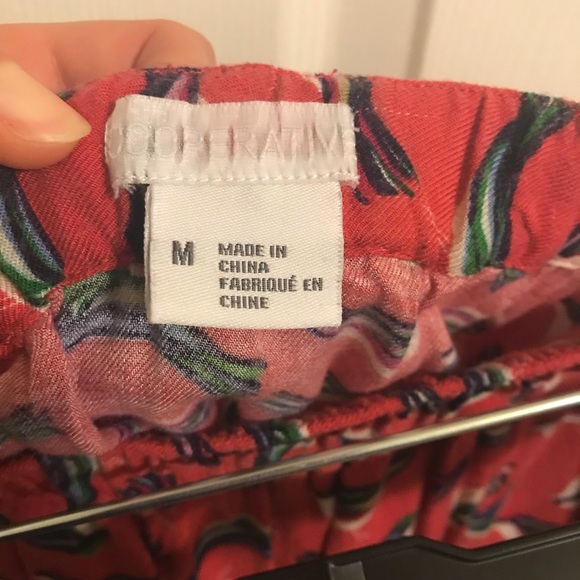 COOPERATIVE
M
MADE IN
CHINA
FABRIQUÉ EN
CHINE